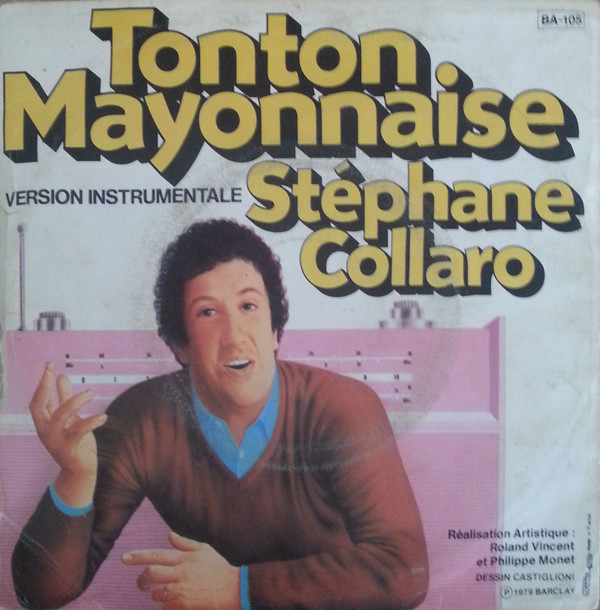 BA-105
Tonton
Mayonnaise
VERSION INSTRUMENTALE
Stéphane
Collaro
Réalisation Artistique :
Roland Vincent
et Philippe Monet
DESSIN CASTIGLIONI
Ⓟ 1979 BARCLAY